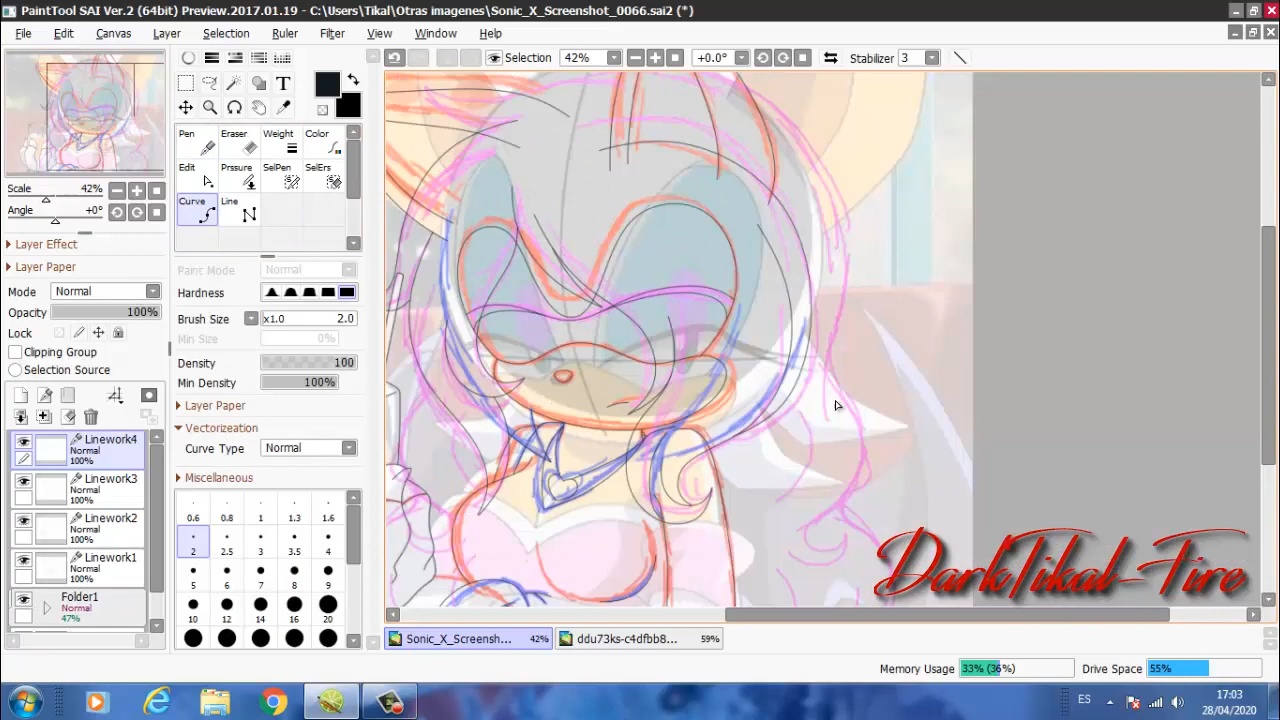 PaintTool SAI Ver.2 (64bit) Preview.2017.01.19 - C:\Users\Tikal\Otras imagenes\Sonic_X_Screenshot_0066.sai2 (*)
File Edit Canvas Layer Selection Ruler Filter View Window Help
Selection 42% +0.0° Stabilizer 3
Scale 42%
Angle +0°
Layer Effect
Layer Paper
Mode Normal
Opacity 100%
Lock
Clipping Group
Selection Source
Linework4
Normal
100%
Linework3
Normal
100%
Linework2
Normal
100%
Linework1
Normal
100%
Folder1
Normal
47%
T
Pen Eraser Weight Color
Edit Prssure SelPen SelErs
Curve Line
Paint Mode Normal
Hardness
Brush Size x1.0 2.0
Min Size 0%
Density 100
Min Density 100%
Layer Paper
Vectorization
Curve Type Normal
Miscellaneous
0.6 0.8 1 1.3 1.6
2 2.5 3 3.5 4
5 6 7 8 9
10 12 14 16 20
DarkTikal-Fire
Sonic_X_Screensh... 42% ddu73ks-c4dfbb8... 59%
Memory Usage 33% (36%) Drive Space 55%
ES 17:03
28/04/2020